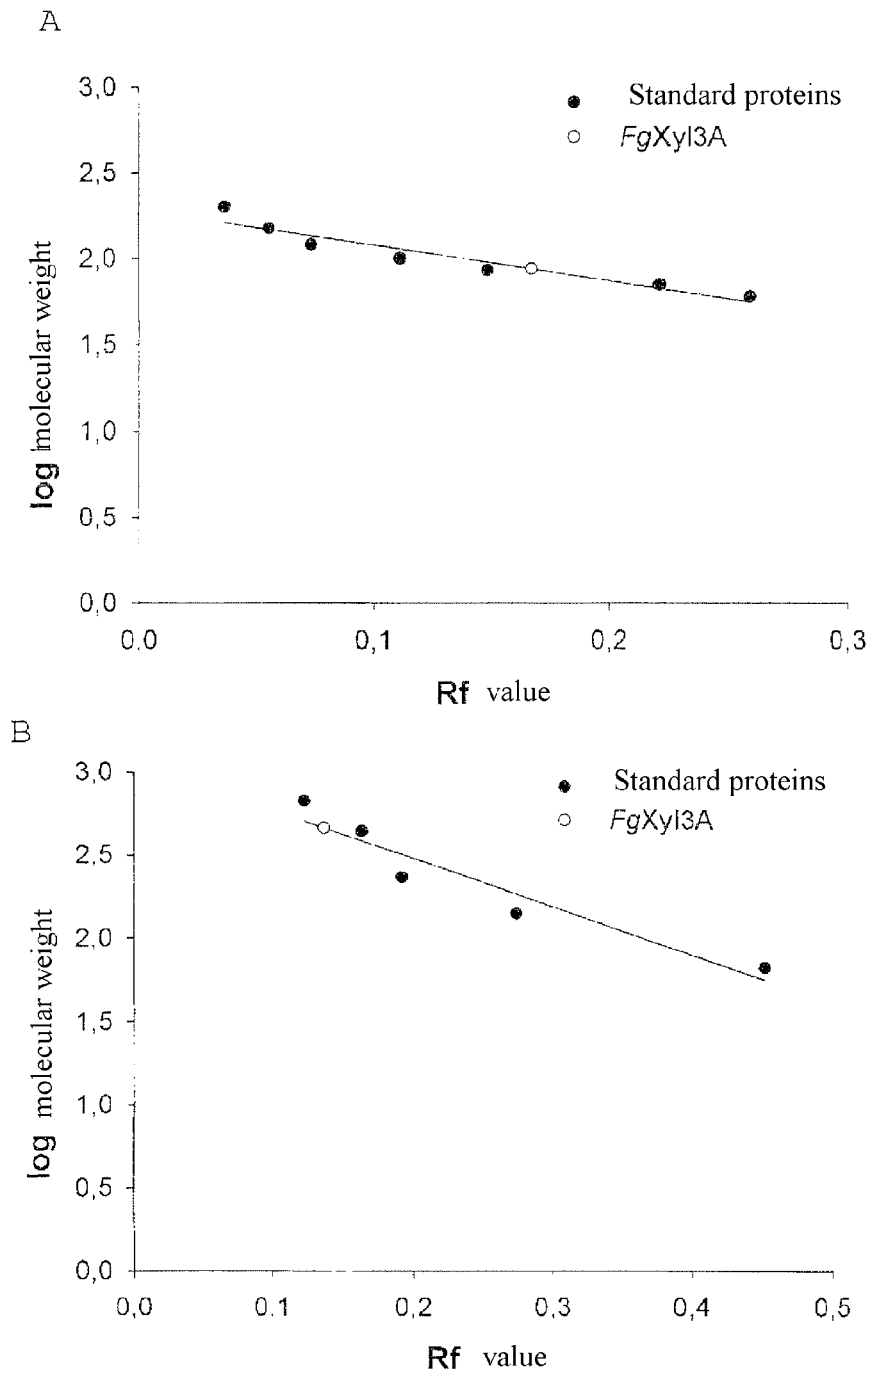 A
3,0
2,5
2,0
1,5
1,0
0,5
0,0
log molecular weight
Standard proteins
FgXyl3A
0.0
0,1
0,2
0,3
Rf value
B
3,0
2,5
2,0
1,5
1,0
0,5
0,0
log molecular weight
Standard proteins
FgXyl3A
0,0
0.1
0,2
0,3
0,4
0,5
Rf value